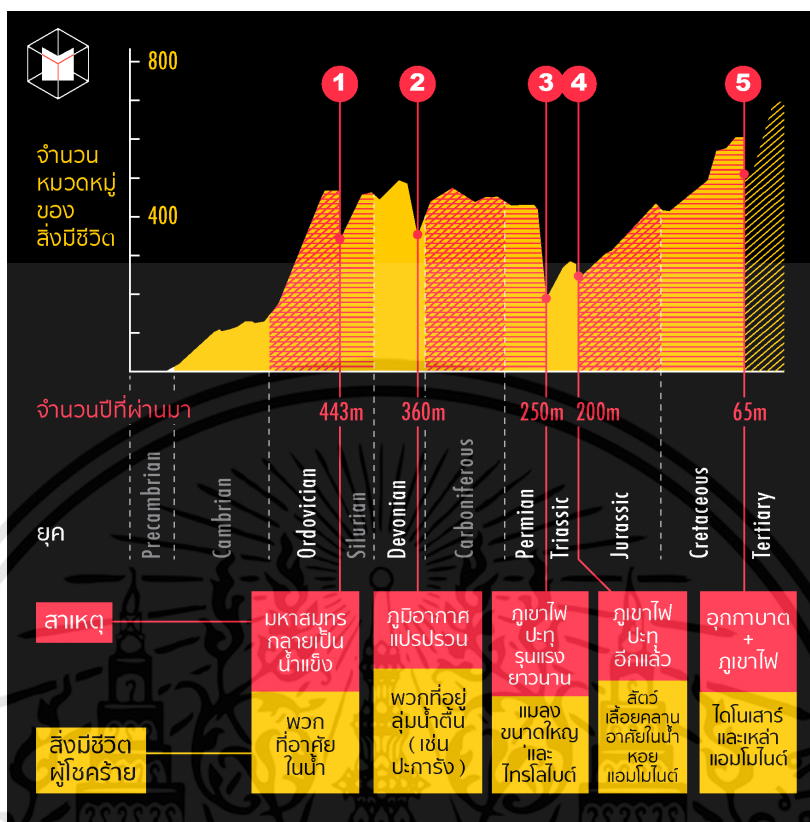 800
1
2
3
4
5
จำนวน
หมวดหมู่
ของ
สิ่งมีชีวิต
400
จำนวนปีที่ผ่านมา
443m
360m
250m
200m
65m
ยุค
Precambrian
Cambrian
Ordovician
Silurian
Devonian
Carboniferous
Permian
Triassic
Jurassic
Cretaceous
Tertiary
สาเหตุ
มหาสมุทร
กลายเป็น
น้ำแข็ง
ภูมิอากาศ
แปรปรวน
ภูเขาไฟ
ปะทุ
รุนแรง
ยาวนาน
ภูเขาไฟ
ปะทุ
อีกแล้ว
อุกกาบาต
+
ภูเขาไฟ
สิ่งมีชีวิต
ผู้โชคร้าย
พวก
ที่อาศัย
ในน้ำ
พวกที่อยู่
ลุ่มน้ำตื้น
(เช่น
ปะการัง)
แมลง
ขนาดใหญ่
และ
ไทรโลไบต์
สัตว์
เลื้อยคลาน
อาศัยในน้ำ
หอย
แอมโมไนต์
ไดโนเสาร์
และเหล่า
แอมโมไนต์